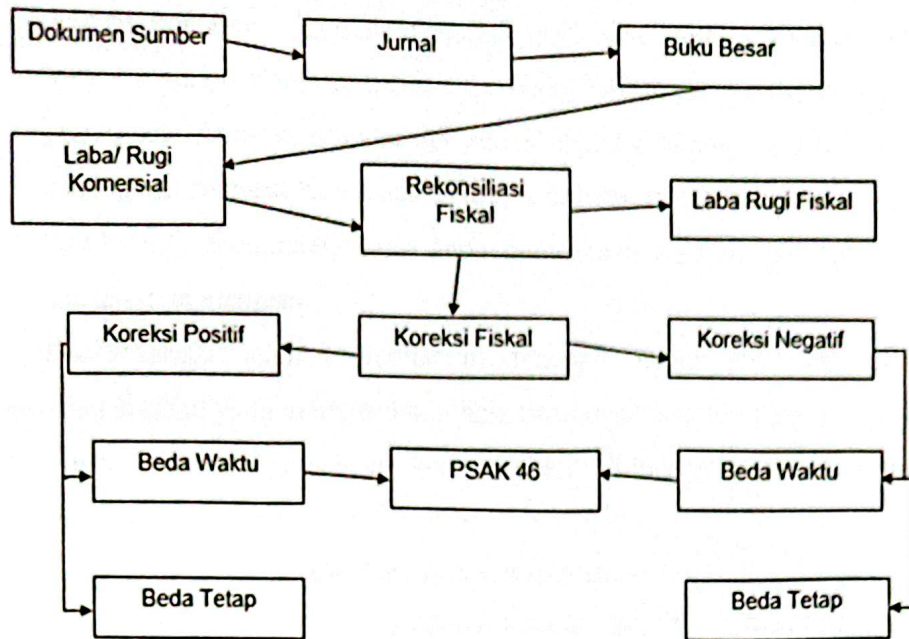 Dokumen Sumber
Jurnal
Buku Besar
Laba/ Rugi
Komersial
Rekonsiliasi
Fiskal
Laba Rugi Fiskal
Koreksi Positif
Koreksi Fiskal
Koreksi Negatif
Beda Waktu
PSAK 46
Beda Waktu
Beda Tetap
Beda Tetap